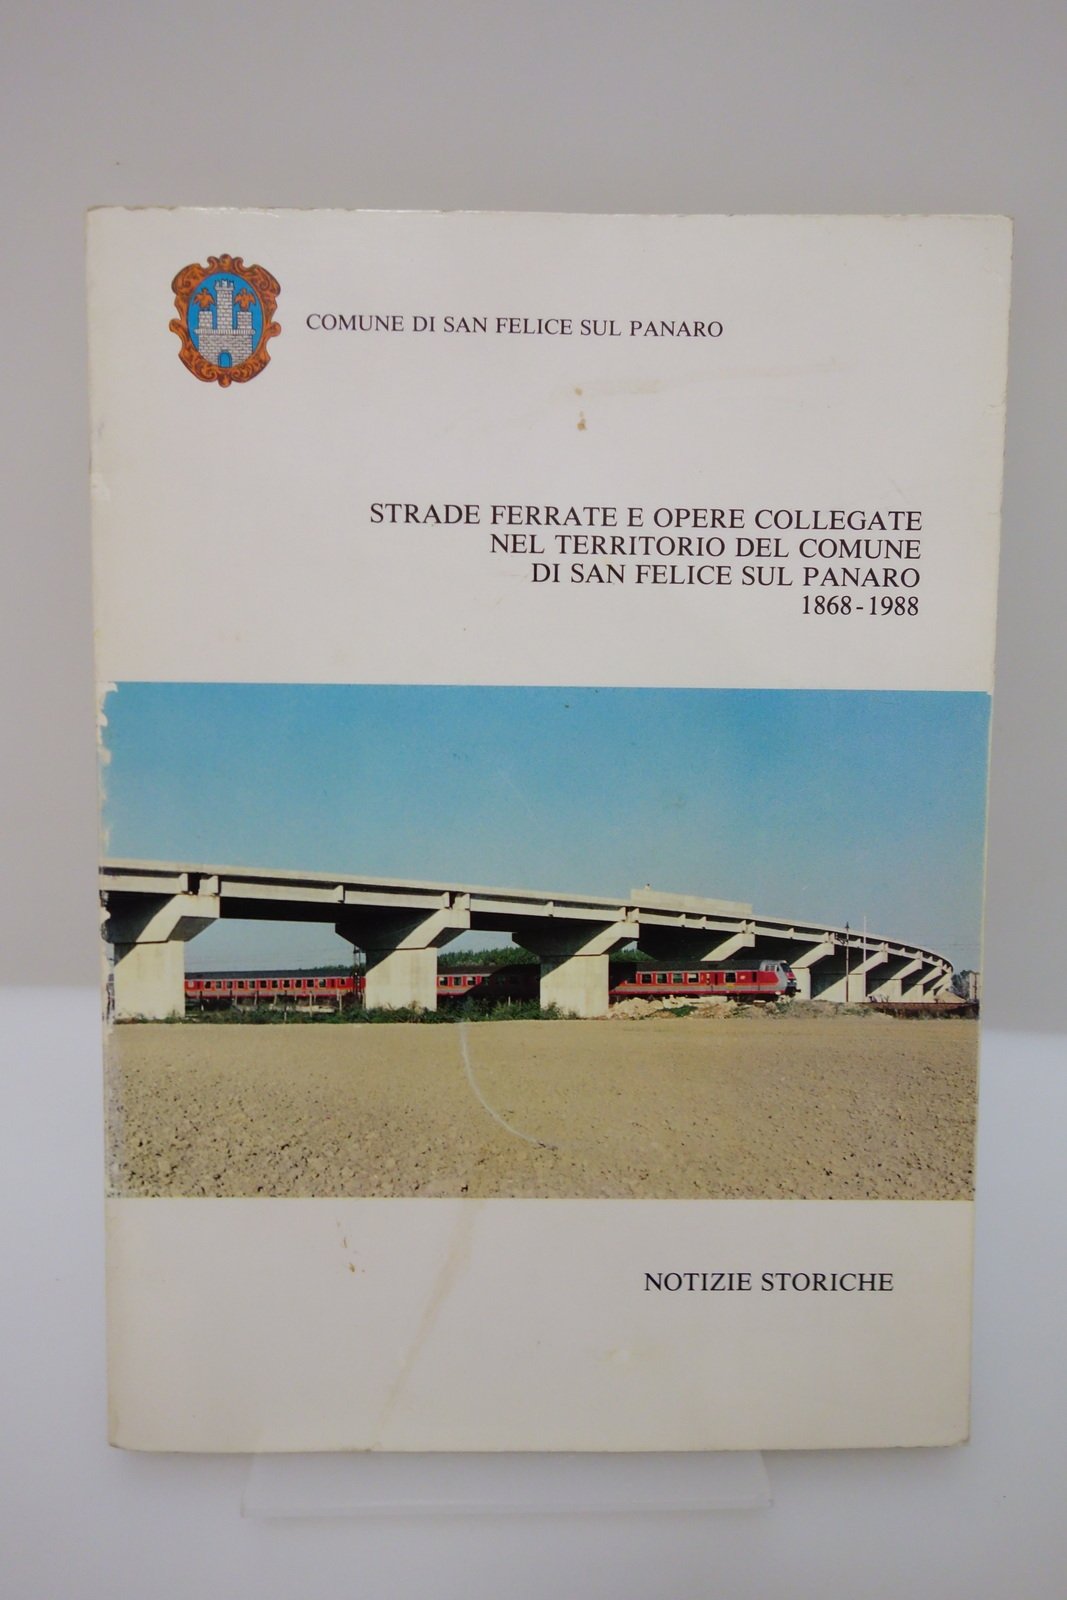 COMUNE DI SAN FELICE SUL PANARO
STRADE FERRATE E OPERE COLLEGATE
NEL TERRITORIO DEL COMUNE
DI SAN FELICE SUL PANARO
1868-1988
NOTIZIE STORICHE